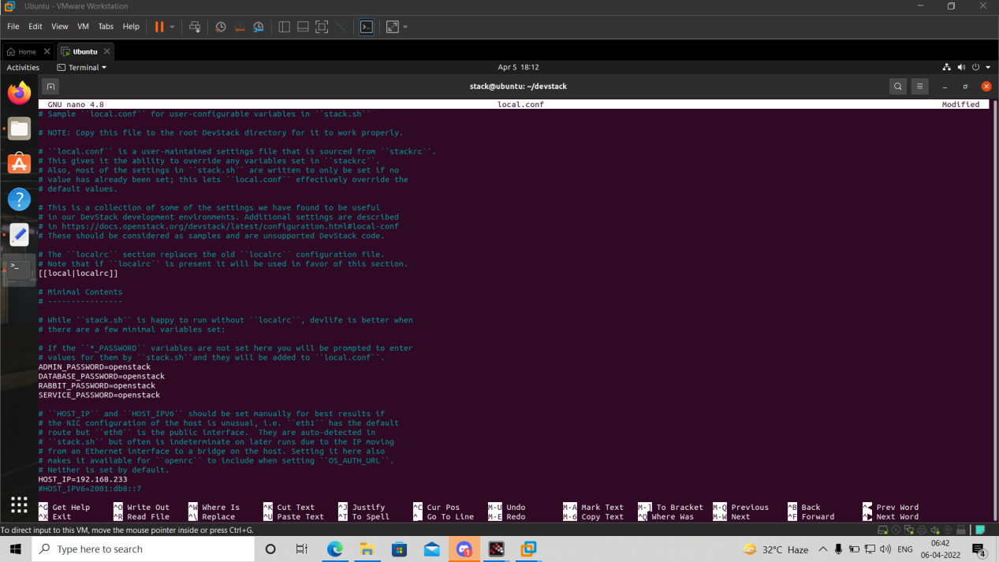 Ubuntu - VMware Workstation
File Edit View VM Tabs Help
Home Ubuntu
Activities Terminal Apr 5 18:12
stack@ubuntu: ~/devstack
GNU nano 4.8 local.conf Modified
# Sample ``local.conf`` for user-configurable variables in ``stack.sh``
# NOTE: Copy this file to the root DevStack directory for it to work properly.
# ``local.conf`` is a user-maintained settings file that is sourced from ``stackrc``.
# This gives it the ability to override any variables set in ``stackrc``.
# Also, most of the settings in ``stack.sh`` are written to only be set if no
# value has already been set; this lets ``local.conf`` effectively override the
# default values.
# This is a collection of some of the settings we have found to be useful
# in our DevStack development environments. Additional settings are described
# in https://docs.openstack.org/devstack/latest/configuration.html#local-conf
# These should be considered as samples and are unsupported DevStack code.
# The ``localrc`` section replaces the old ``localrc`` configuration file.
# Note that if ``localrc`` is present it will be used in favor of this section.
[[local|localrc]]
# Minimal Contents
# ----------------
# While ``stack.sh`` is happy to run without ``localrc``, devlife is better when
# there are a few minimal variables set:
# If the ``*_PASSWORD`` variables are not set here you will be prompted to enter
# values for them by ``stack.sh``and they will be added to ``local.conf``.
ADMIN_PASSWORD=openstack
DATABASE_PASSWORD=openstack
RABBIT_PASSWORD=openstack
SERVICE_PASSWORD=openstack
# ``HOST_IP`` and ``HOST_IPV6`` should be set manually for best results if
# the NIC configuration of the host is unusual, i.e. ``eth1`` has the default
# route but ``eth0`` is the public interface.  They are auto-detected in
# ``stack.sh`` but often is indeterminate on later runs due to the IP moving
# from an Ethernet interface to a bridge on the host. Setting it here also
# makes it available for ``openrc`` to include when setting ``OS_AUTH_URL``.
# Neither is set by default.
HOST_IP=192.168.233
#HOST_IPV6=2001:db8::7
^G Get Help ^O Write Out ^W Where Is ^K Cut Text ^J Justify ^C Cur Pos M-U Undo M-A Mark Text M-] To Bracket M-Q Previous ^B Back ^◀ Prev Word
^X Exit ^R Read File ^\ Replace ^U Paste Text ^T To Spell ^_ Go To Line M-E Redo M-6 Copy Text ^Q Where Was M-W Next ^F Forward ^▶ Next Word
To direct input to this VM, move the mouse pointer inside or press Ctrl+G.
Type here to search
1
32°C Haze
ENG
06:42
06-04-2022
4